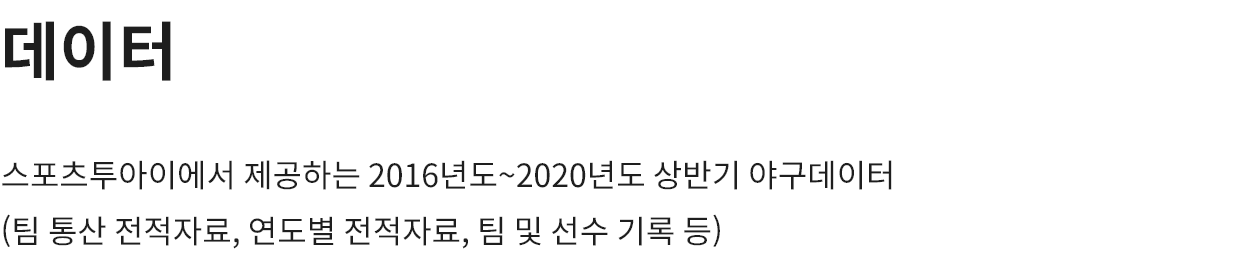 데이터
스포츠투아이에서 제공하는 2016년도~2020년도 상반기 야구데이터
(팀 통산 전적자료, 연도별 전적자료, 팀 및 선수 기록 등)